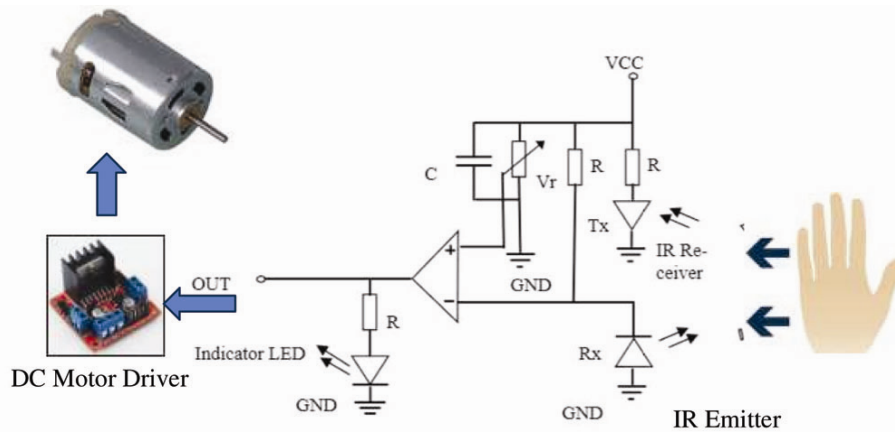 VCC
C
Vr
R
R
Tx
IR Re-
ceiver
+
GND
OUT
−
R
Indicator LED
Rx
DC Motor Driver
GND
GND
IR Emitter